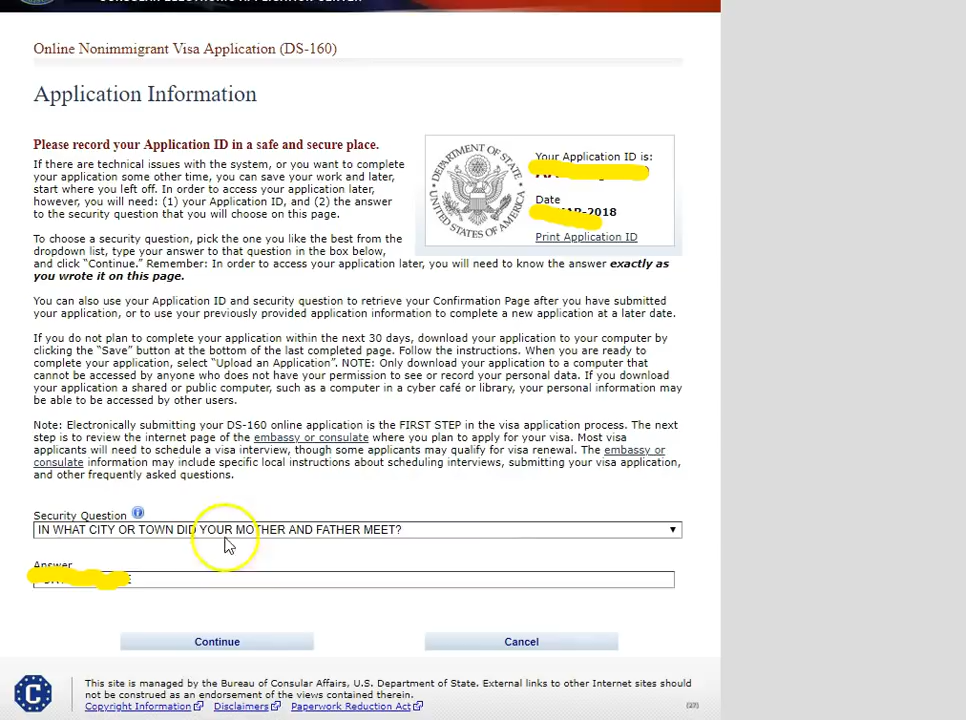 Online Nonimmigrant Visa Application (DS-160)
Application Information
Please record your Application ID in a safe and secure place.
If there are technical issues with the system, or you want to complete
your application some other time, you can save your work and later,
start where you left off. In order to access your application later,
however, you will need: (1) your Application ID, and (2) the answer
to the security question that you will choose on this page.
DEPARTMENT OF STATE
UNITED STATES OF AMERICA
Your Application ID is:
Date
-2018
Print Application ID
To choose a security question, pick the one you like the best from the
dropdown list, type your answer to that question in the box below,
and click “Continue.” Remember: In order to access your application later, you will need to know the answer exactly as
you wrote it on this page.
You can also use your Application ID and security question to retrieve your Confirmation Page after you have submitted
your application, or to use your previously provided application information to complete a new application at a later date.
If you do not plan to complete your application within the next 30 days, download your application to your computer by
clicking the “Save” button at the bottom of the last completed page. Follow the instructions. When you are ready to
complete your application, select “Upload an Application”. NOTE: Only download your application to a computer that
cannot be accessed by anyone who does not have your permission to see or record your personal data. If you download
your application a shared or public computer, such as a computer in a cyber café or library, your personal information may
be able to be accessed by other users.
Note: Electronically submitting your DS-160 online application is the FIRST STEP in the visa application process. The next
step is to review the internet page of the embassy or consulate where you plan to apply for your visa. Most visa
applicants will need to schedule a visa interview, though some applicants may qualify for visa renewal. The embassy or
consulate information may include specific local instructions about scheduling interviews, submitting your visa application,
and other frequently asked questions.
Security Question
IN WHAT CITY OR TOWN DID YOUR MOTHER AND FATHER MEET?
Answer
Continue
Cancel
C
This site is managed by the Bureau of Consular Affairs, U.S. Department of State. External links to other Internet sites should
not be construed as an endorsement of the views contained therein.
Copyright Information Disclaimers Paperwork Reduction Act
(27)